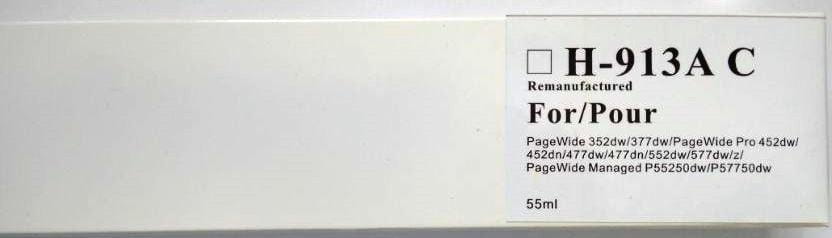 □ H-913A C
Remanufactured
For/Pour
PageWide 352dw/377dw/PageWide Pro 452dw/
452dn/477dw/477dn/552dw/577dw/z/
PageWide Managed P55250dw/P57750dw
55ml